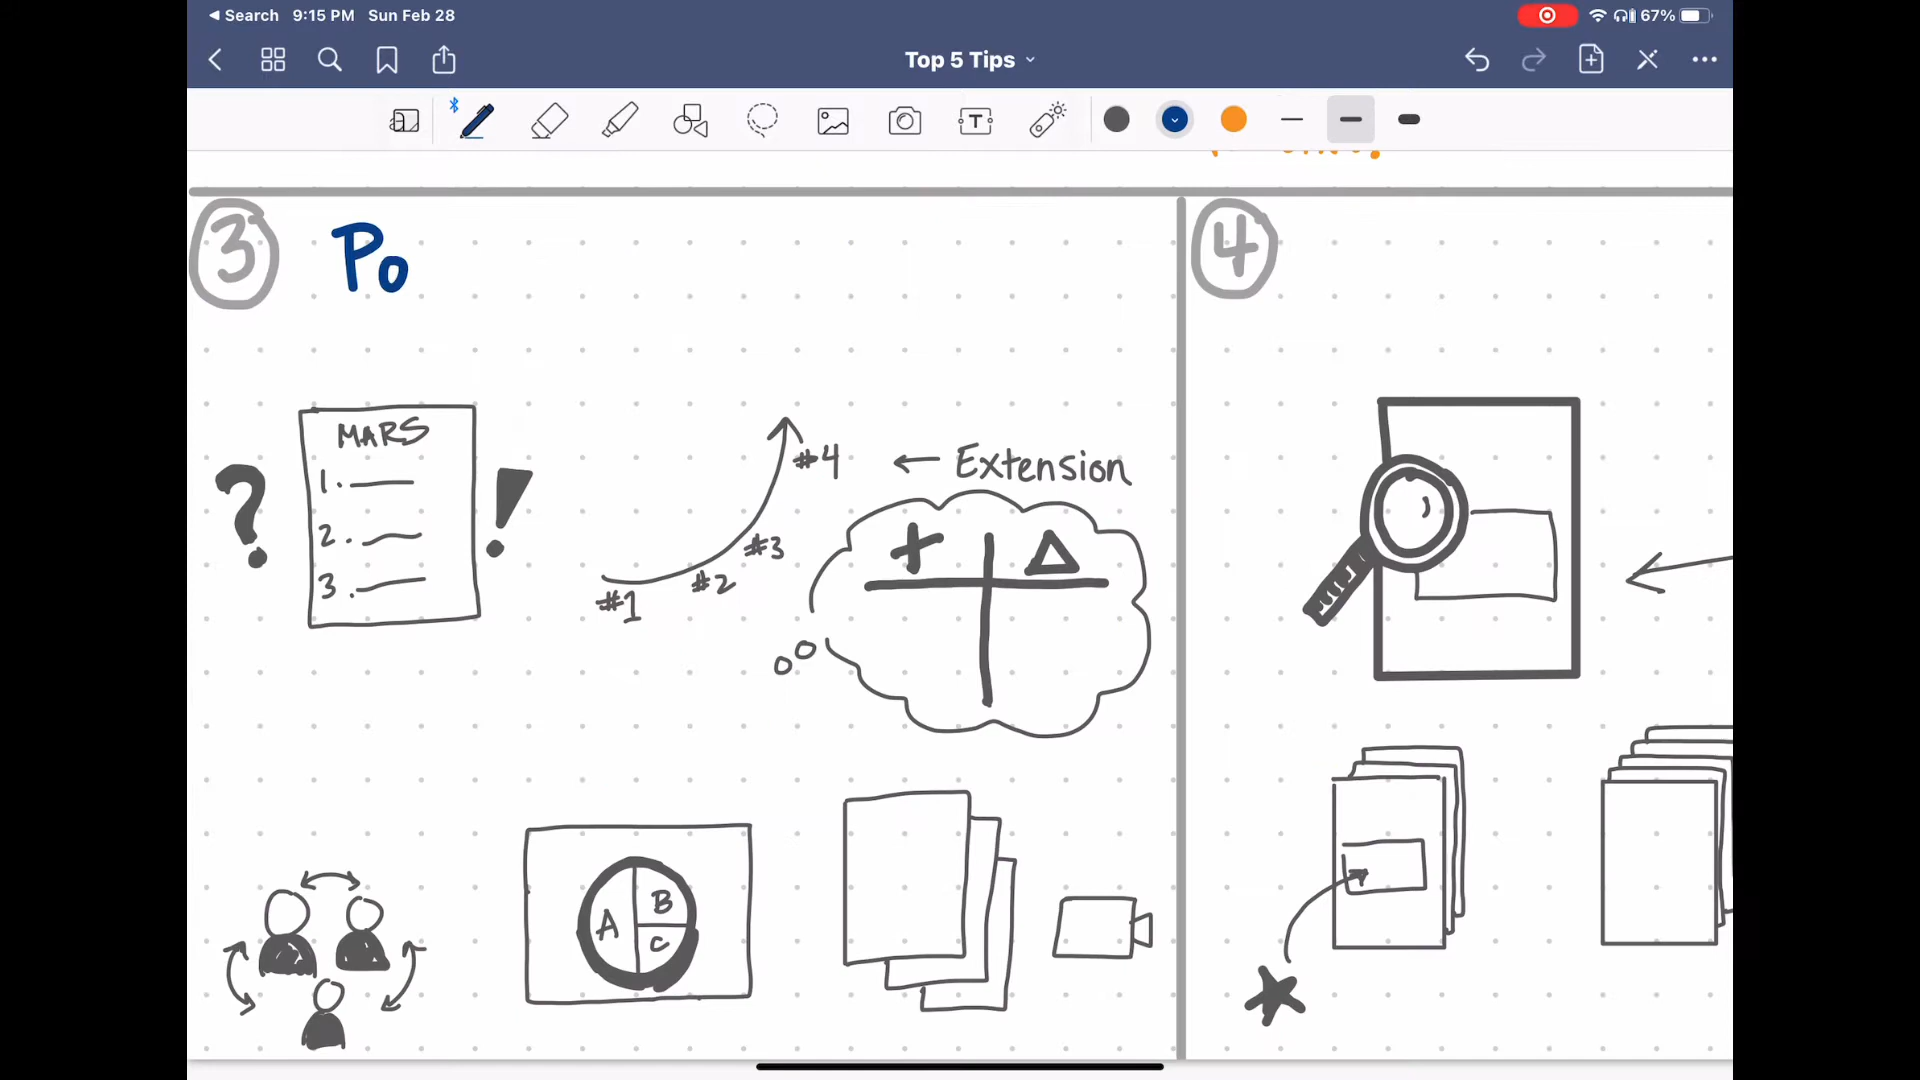 Search 9:15 PM Sun Feb 28 67%
Top 5 Tips
a T
3 Po
4
MARS
1.
2.
3.
#1
#2
#3
#4
← Extension
+ Δ
A B
C